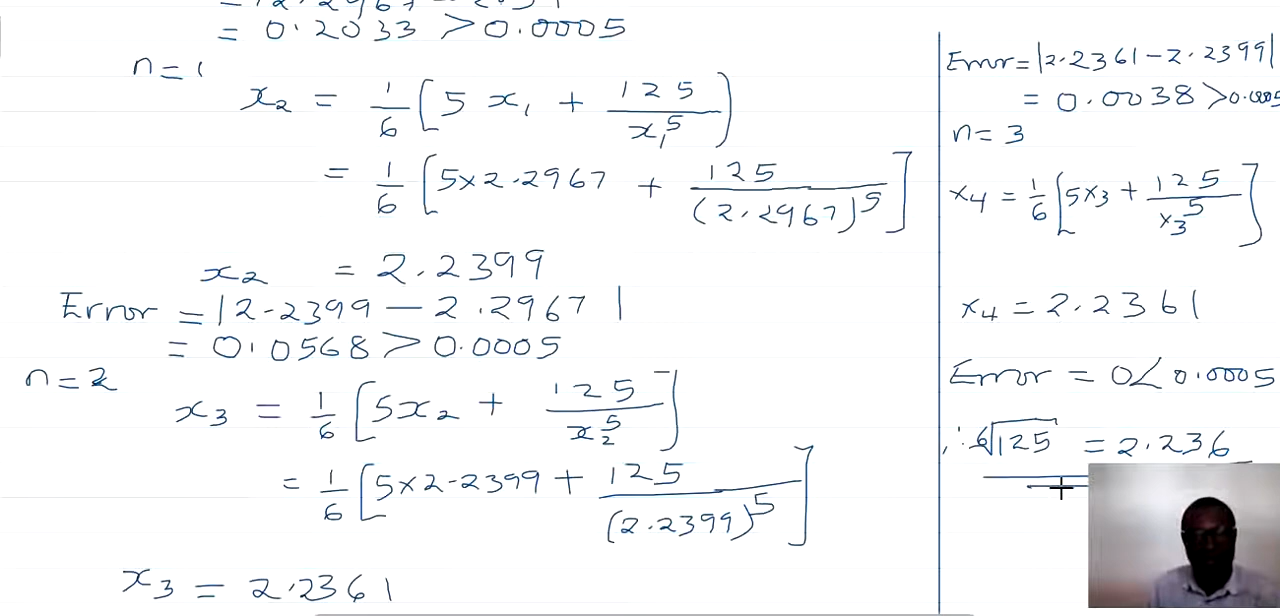 = 0.2033 > 0.0005
n = 1
x₂ = 1/6 [5 x₁ + 125/x₁⁵]
= 1/6 [5×2.2967 + 125/(2.2967)⁵]
x₂ = 2.2399
Error = |2.2399 − 2.2967|
= 0.0568 > 0.0005
n = 2
x₃ = 1/6 [5x₂ + 125/x₂⁵]
= 1/6 [5×2.2399 + 125/(2.2399)⁵]
x₃ = 2.2361
Error = |2.2361 − 2.2399|
= 0.0038 > 0.0005
n = 3
x₄ = 1/6 [5x₃ + 125/x₃⁵]
x₄ = 2.2361
Error = 0 < 0.0005
∴ ⁶√125 = 2.236